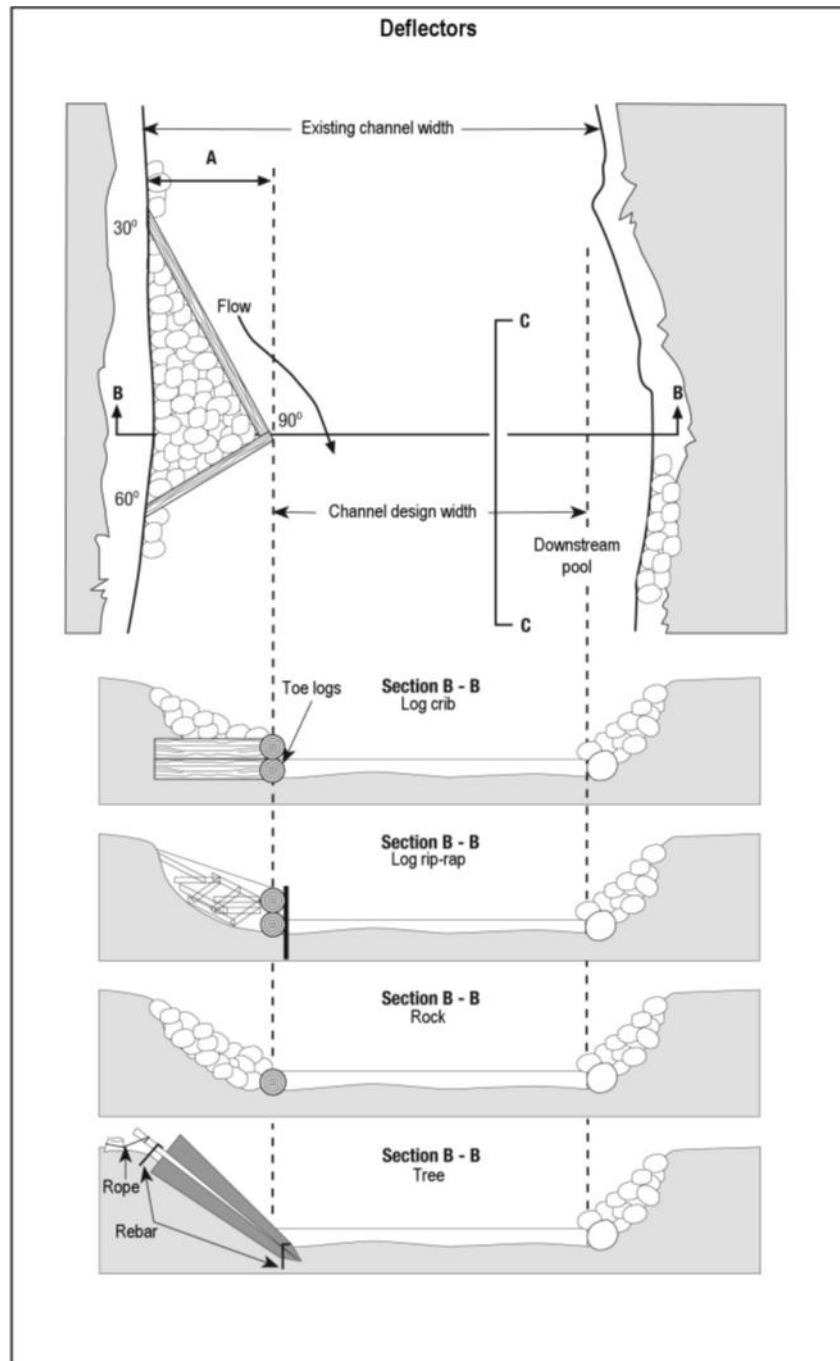 Deflectors
Existing channel width
A
30°
Flow
C
B
B
90°
60°
Channel design width
Downstream
pool
C
Toe logs
Section B - B
Log crib
Section B - B
Log rip-rap
Section B - B
Rock
Section B - B
Tree
Rope
Rebar